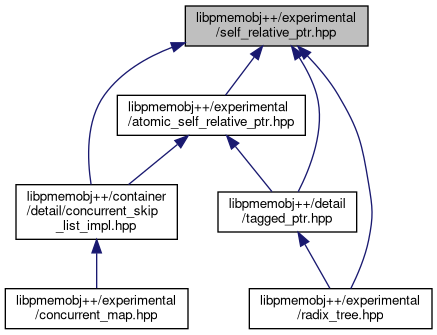 libpmemobj++/experimental
/self_relative_ptr.hpp
libpmemobj++/experimental
/atomic_self_relative_ptr.hpp
libpmemobj++/container
/detail/concurrent_skip
_list_impl.hpp
libpmemobj++/detail
/tagged_ptr.hpp
libpmemobj++/experimental
/concurrent_map.hpp
libpmemobj++/experimental
/radix_tree.hpp